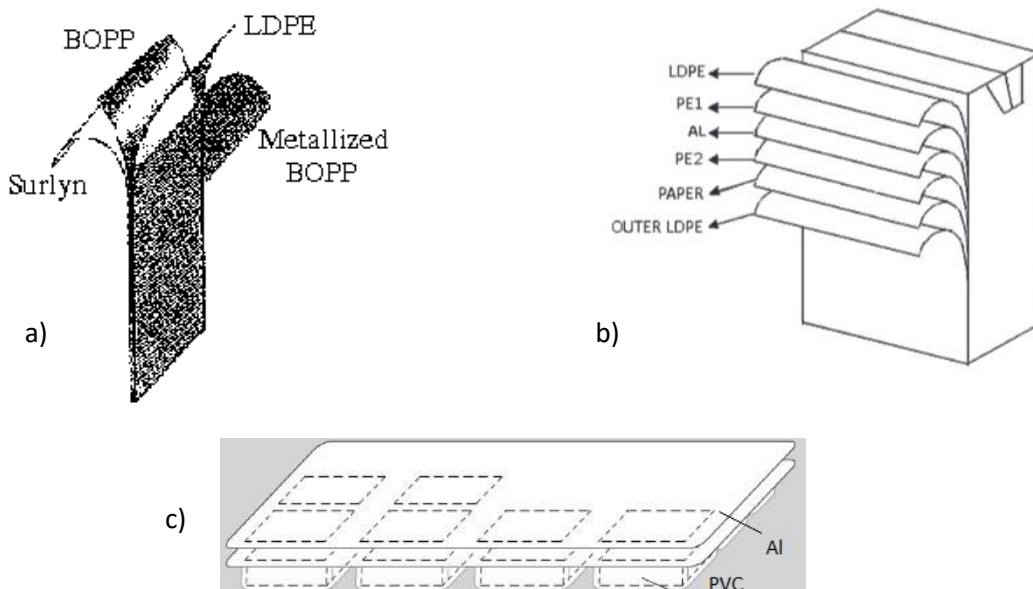 BOPP
LDPE
Metallized
BOPP
Surlyn
a)
LDPE
PE1
AL
PE2
PAPER
OUTER LDPE
b)
c)
Al
PVC